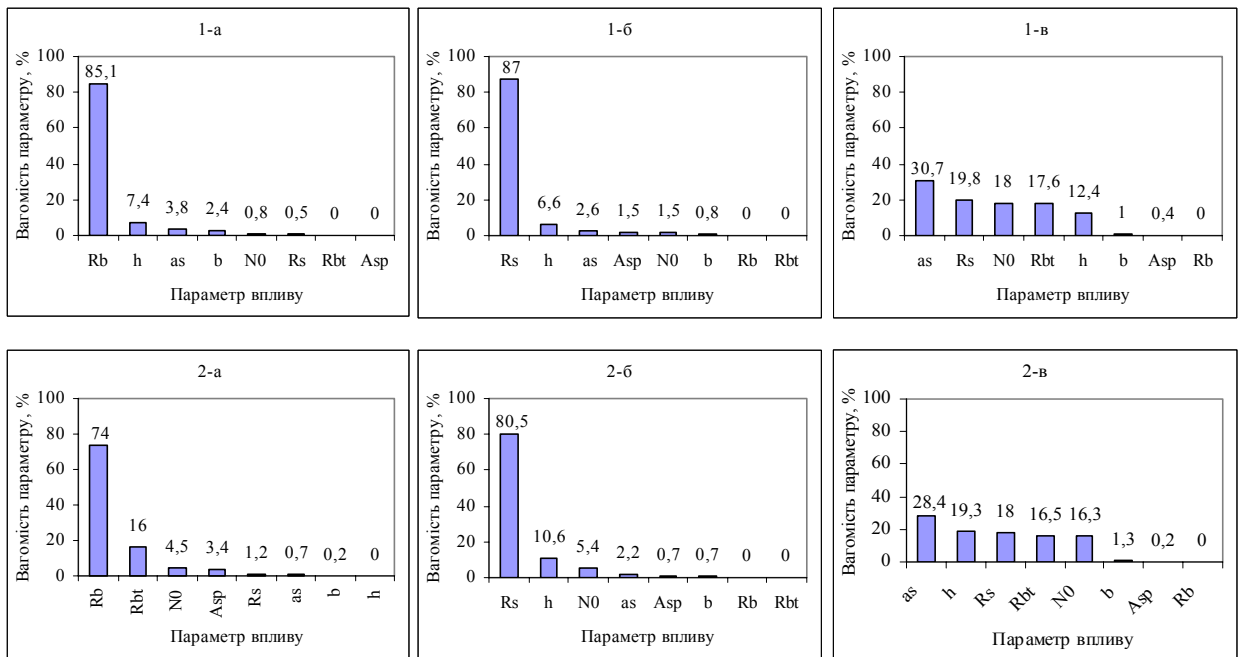 1-а
Вагомість параметру, %
100
80
60
40
20
0
85,1
7,4 3,8 2,4 0,8 0,5 0 0
Rb h as b N0 Rs Rbt Asp
Параметр впливу
1-б
Вагомість параметру, %
100
80
60
40
20
0
87
6,6 2,6 1,5 1,5 0,8 0 0
Rs h as Asp N0 b Rb Rbt
Параметр впливу
1-в
Вагомість параметру, %
100
80
60
40
20
0
30,7 19,8 18 17,6 12,4 1 0,4 0
as Rs N0 Rbt h b Asp Rb
Параметр впливу
2-а
Вагомість параметру, %
100
80
60
40
20
0
74
16 4,5 3,4 1,2 0,7 0,2 0
Rb Rbt N0 Asp Rs as b h
Параметр впливу
2-б
Вагомість параметру, %
100
80
60
40
20
0
80,5
10,6 5,4 2,2 0,7 0,7 0 0
Rs h N0 as Asp b Rb Rbt
Параметр впливу
2-в
Вагомість параметру, %
100
80
60
40
20
0
28,4 19,3 18 16,5 16,3 1,3 0,2 0
as h Rs Rbt N0 b Asp Rb
Параметр впливу